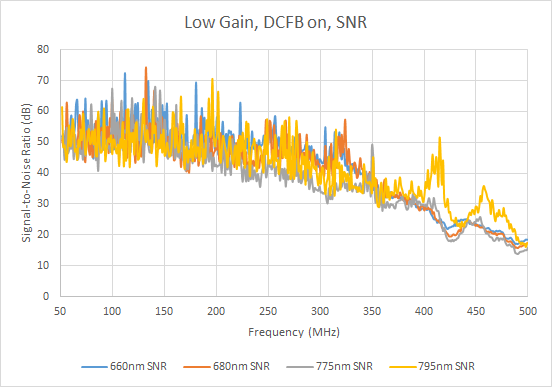 Low Gain, DCFB on, SNR
Signal-to-Noise Ratio (dB)
80
70
60
50
40
30
20
10
0
50 100 150 200 250 300 350 400 450 500
Frequency (MHz)
660nm SNR 680nm SNR 775nm SNR 795nm SNR